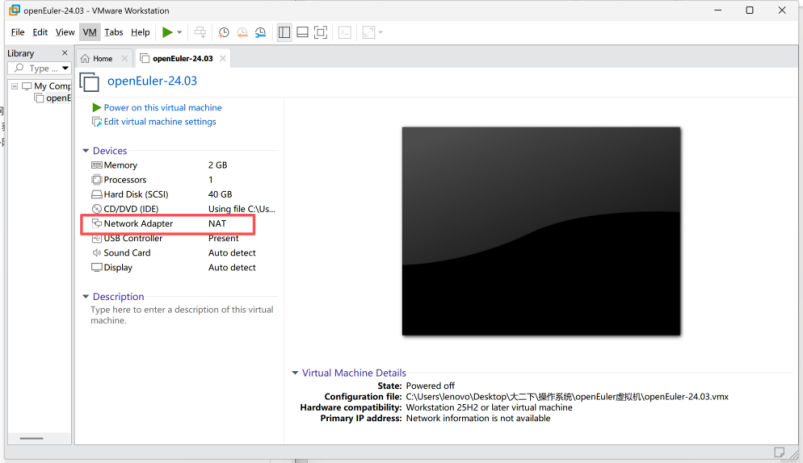 openEuler-24.03 - VMware Workstation
File Edit View VM Tabs Help
Library
Home
openEuler-24.03
Type ...
My Comp
openE
openEuler-24.03
Power on this virtual machine
Edit virtual machine settings
Devices
Memory 2 GB
Processors 1
Hard Disk (SCSI) 40 GB
CD/DVD (IDE) Using file C:\Us...
Network Adapter NAT
USB Controller Present
Sound Card Auto detect
Display Auto detect
Description
Type here to enter a description of this virtual
machine.
Virtual Machine Details
State: Powered off
Configuration file: C:\Users\lenovo\Desktop\大二下\操作系统\openEuler虚拟机\openEuler-24.03.vmx
Hardware compatibility: Workstation 25H2 or later virtual machine
Primary IP address: Network information is not available